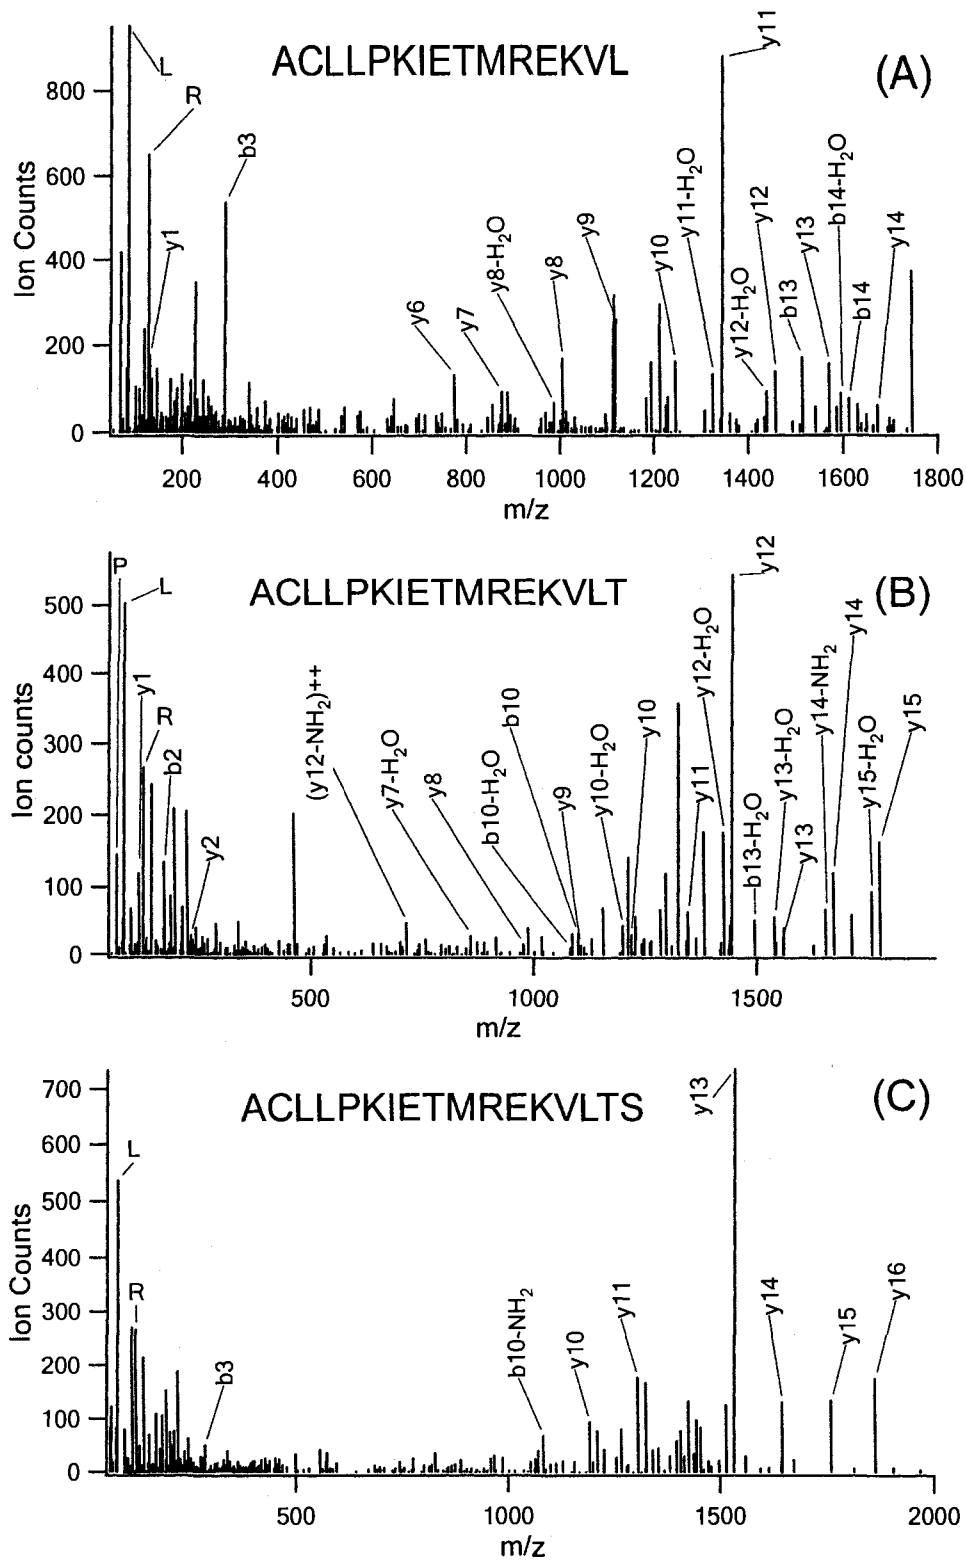 ACLLPKIETMREKVL
(A)
y11
L
R
b3
y1
y6
y7
y8-H2O
y8
y9
y10
y11-H2O
y12-H2O
y12
b13
y13
b14-H2O
b14
y14
Ion Counts
800
600
400
200
0
200 400 600 800 1000 1200 1400 1600 1800
m/z
ACLLPKIETMREKVLT
(B)
P
L
y1
R
b2
y2
(y12-NH2)++
y7-H2O
y8
b10-H2O
b10
y9
y10-H2O
y10
y11
y12-H2O
y12
b13-H2O
y13-H2O
y13
y14-NH2
y14
y15-H2O
y15
Ion counts
500
400
300
200
100
0
500 1000 1500
m/z
ACLLPKIETMREKVLTS
(C)
L
R
b3
b10-NH2
y10
y11
y13
y14
y15
y16
Ion Counts
700
600
500
400
300
200
100
0
500 1000 1500 2000
m/z